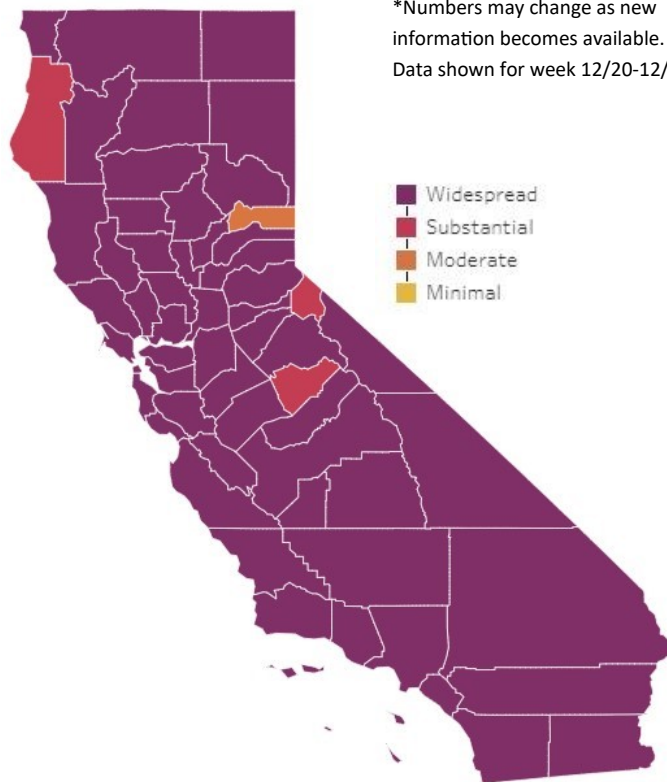 *Numbers may change as new
information becomes available.
Data shown for week 12/20-12/
Widespread
Substantial
Moderate
Minimal